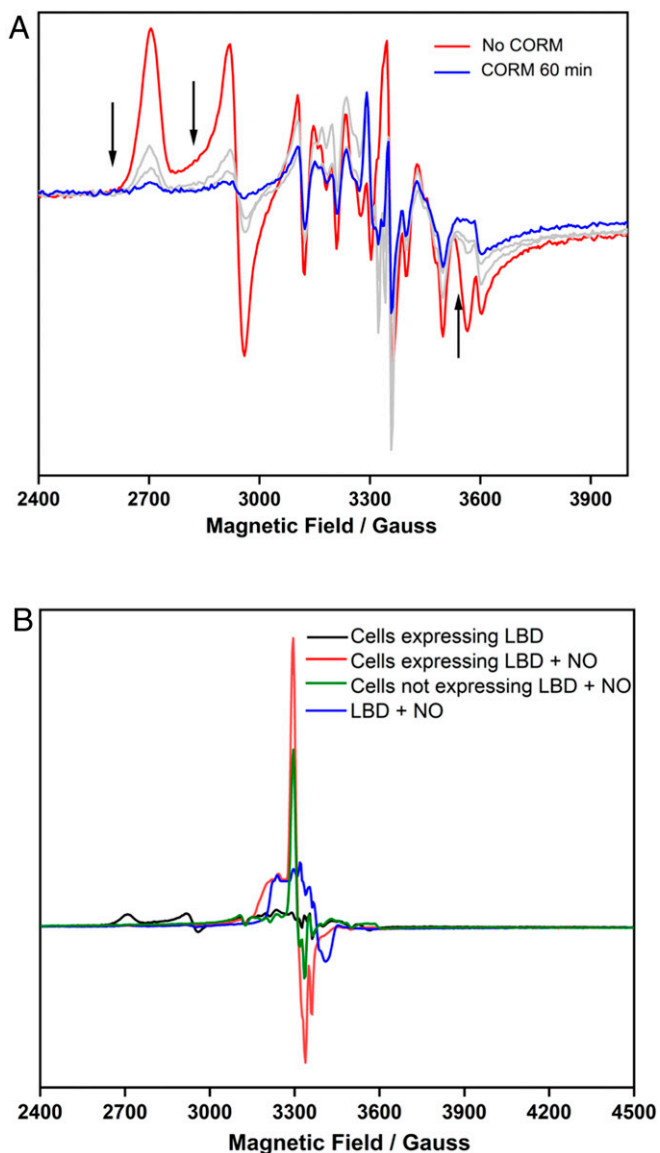 A
No CORM
CORM 60 min
2400 2700 3000 3300 3600 3900
Magnetic Field / Gauss
B
Cells expressing LBD
Cells expressing LBD + NO
Cells not expressing LBD + NO
LBD + NO
2400 2700 3000 3300 3600 3900 4200 4500
Magnetic Field / Gauss